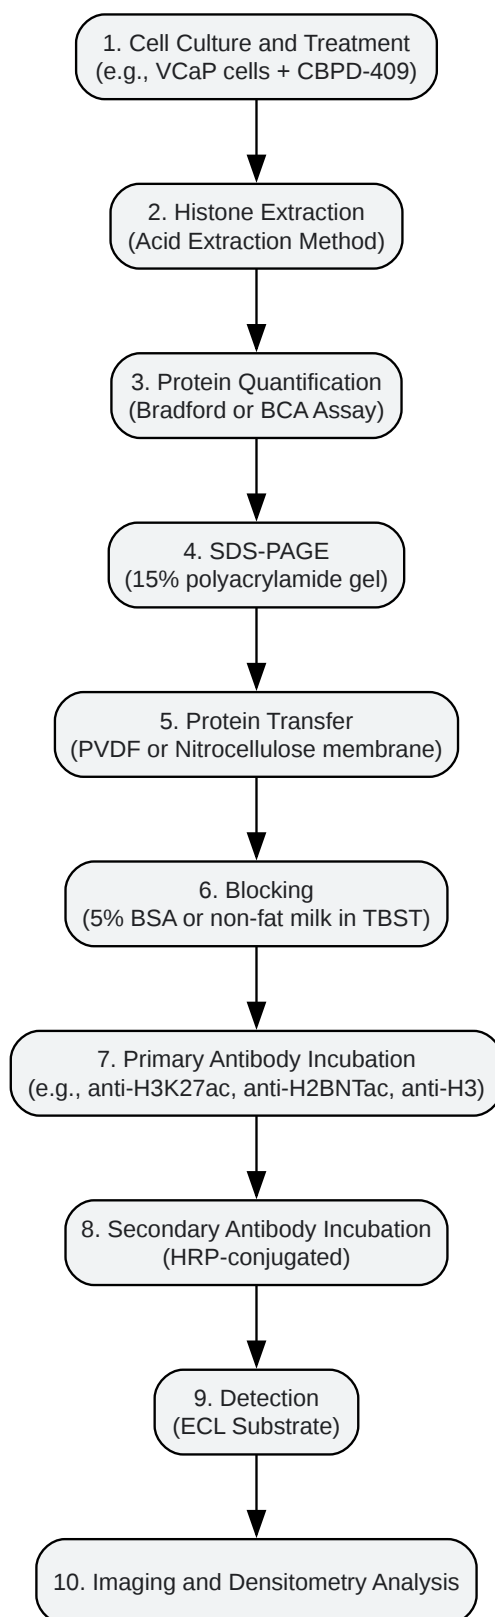 1. Cell Culture and Treatment
(e.g., VCaP cells + CBPD-409)
2. Histone Extraction
(Acid Extraction Method)
3. Protein Quantification
(Bradford or BCA Assay)
4. SDS-PAGE
(15% polyacrylamide gel)
5. Protein Transfer
(PVDF or Nitrocellulose membrane)
6. Blocking
(5% BSA or non-fat milk in TBST)
7. Primary Antibody Incubation
(e.g., anti-H3K27ac, anti-H2BNTac, anti-H3)
8. Secondary Antibody Incubation
(HRP-conjugated)
9. Detection
(ECL Substrate)
10. Imaging and Densitometry Analysis